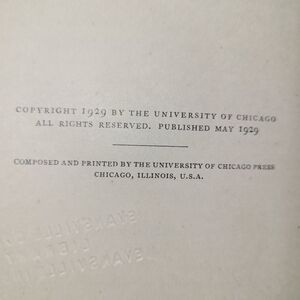 COPYRIGHT 1929 BY THE UNIVERSITY OF CHICAGO
ALL RIGHTS RESERVED. PUBLISHED MAY 1929
COMPOSED AND PRINTED BY THE UNIVERSITY OF CHICAGO PRESS
CHICAGO, ILLINOIS, U.S.A.